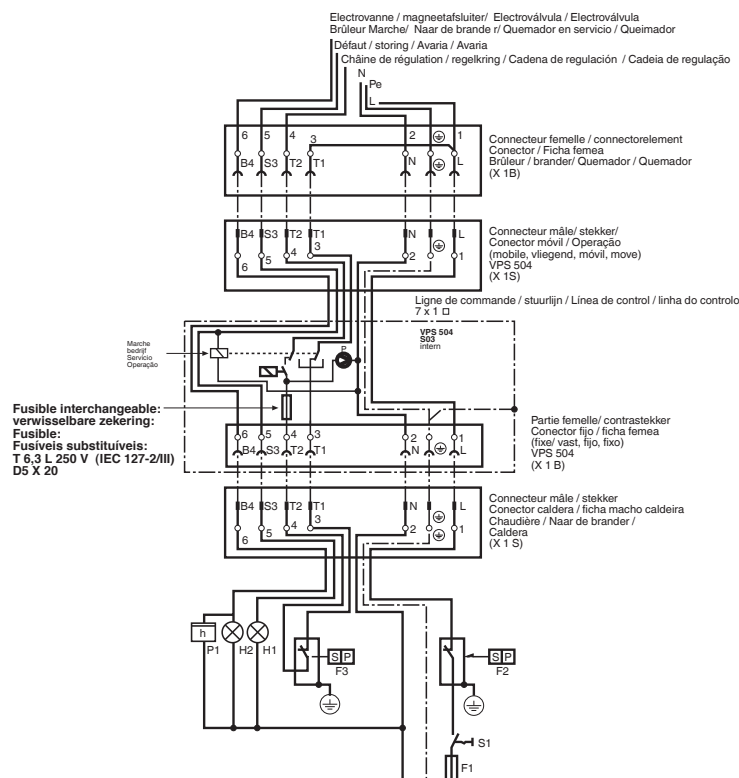 Electrovanne / magneetafsluiter/ Electroválvula / Electroválvula
Brûleur Marche/ Naar de brande r/ Quemador en servicio / Queimador
Défaut / storing / Avaria / Avaria
Chaîne de régulation / regelkring / Cadena de regulación / Cadeia de regulação
N
Pe
L
6 5 4 3 2 1
B4 S3 T2 T1 N L
Connecteur femelle / connectorelement
Conector / Ficha femea
Brûleur / brander/ Quemador / Quemador
(X 1B)
B4 S3 T2 T1 N L
6 5 4 3 2 1
Connecteur mâle/ stekker/
Conector móvil / Operação
(mobile, vliegend, móvil, move)
VPS 504
(X 1S)
Ligne de commande / stuurlijn / Línea de control / linha do controlo
7 x 1
VPS 504
S03
intern
Marche
bedrijf
Servicio
Operação
P
Fusible interchangeable:
verwisselbare zekering:
Fusible:
Fusíveis substituíveis:
T 6,3 L 250 V (IEC 127-2/III)
D5 X 20
6 5 4 3 2 1
B4 S3 T2 T1 N L
Partie femelle/ contrastekker
Conector fijo / ficha femea
(fixe/ vast, fijo, fixo)
VPS 504
(X 1 B)
B4 S3 T2 T1 N L
6 5 4 3 2 1
Connecteur mâle / stekker
Conector caldera / ficha macho caldeira
Chaudière / Naar de brander /
Caldera
(X 1 S)
h
P1 H2 H1
S P
F3
S P
F2
S1
F1